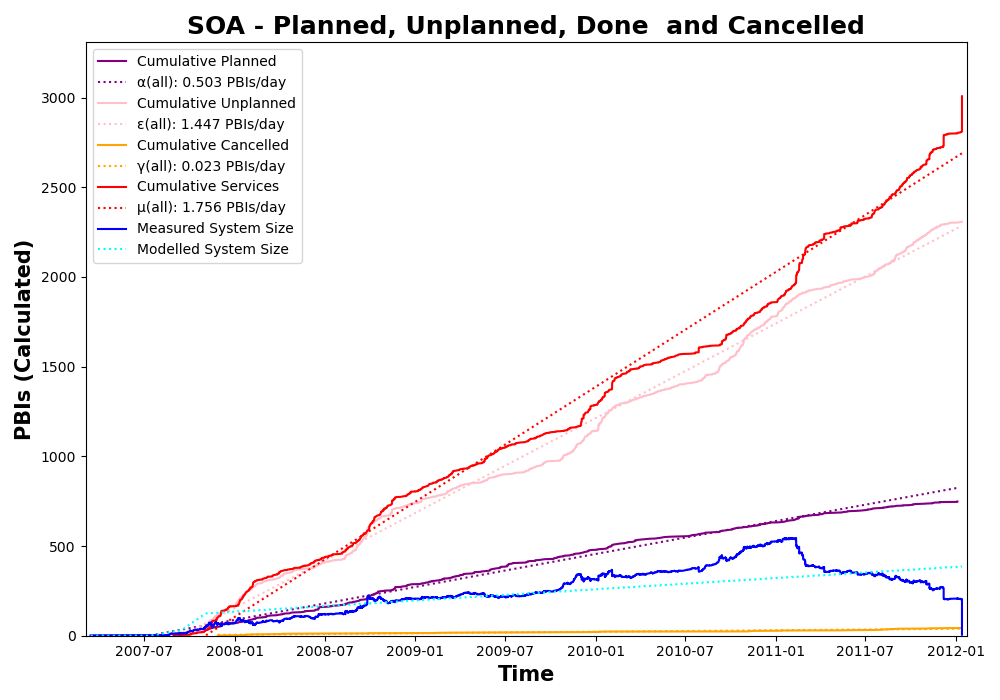 SOA - Planned, Unplanned, Done  and Cancelled
Cumulative Planned
α(all): 0.503 PBIs/day
Cumulative Unplanned
ε(all): 1.447 PBIs/day
Cumulative Cancelled
γ(all): 0.023 PBIs/day
Cumulative Services
μ(all): 1.756 PBIs/day
Measured System Size
Modelled System Size
PBIs (Calculated)
3000
2500
2000
1500
1000
500
0
2007-07 2008-01 2008-07 2009-01 2009-07 2010-01 2010-07 2011-01 2011-07 2012-01
Time